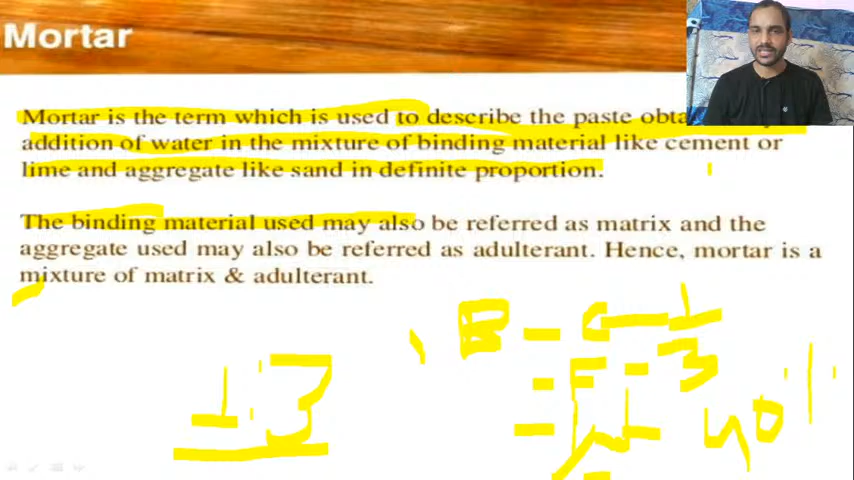 Mortar
Mortar is the term which is used to describe the paste
addition of water in the mixture of binding material like cement or
lime and aggregate like sand in definite proportion.
The binding material used may also be referred as matrix and the
aggregate used may also be referred as adulterant. Hence, mortar is a
mixture of matrix & adulterant.
1:3
40%